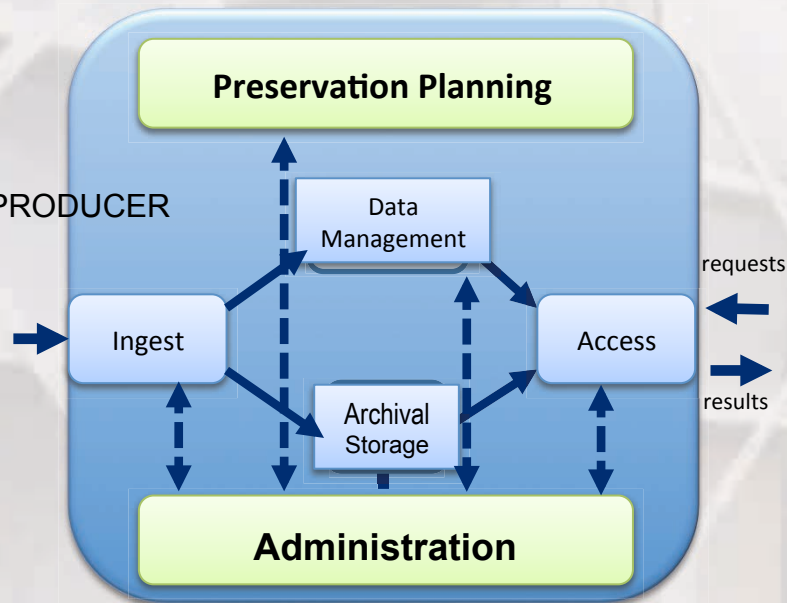 Preservation Planning
PRODUCER
Data
Management
requests
Ingest
Access
Archival
Storage
results
Administration